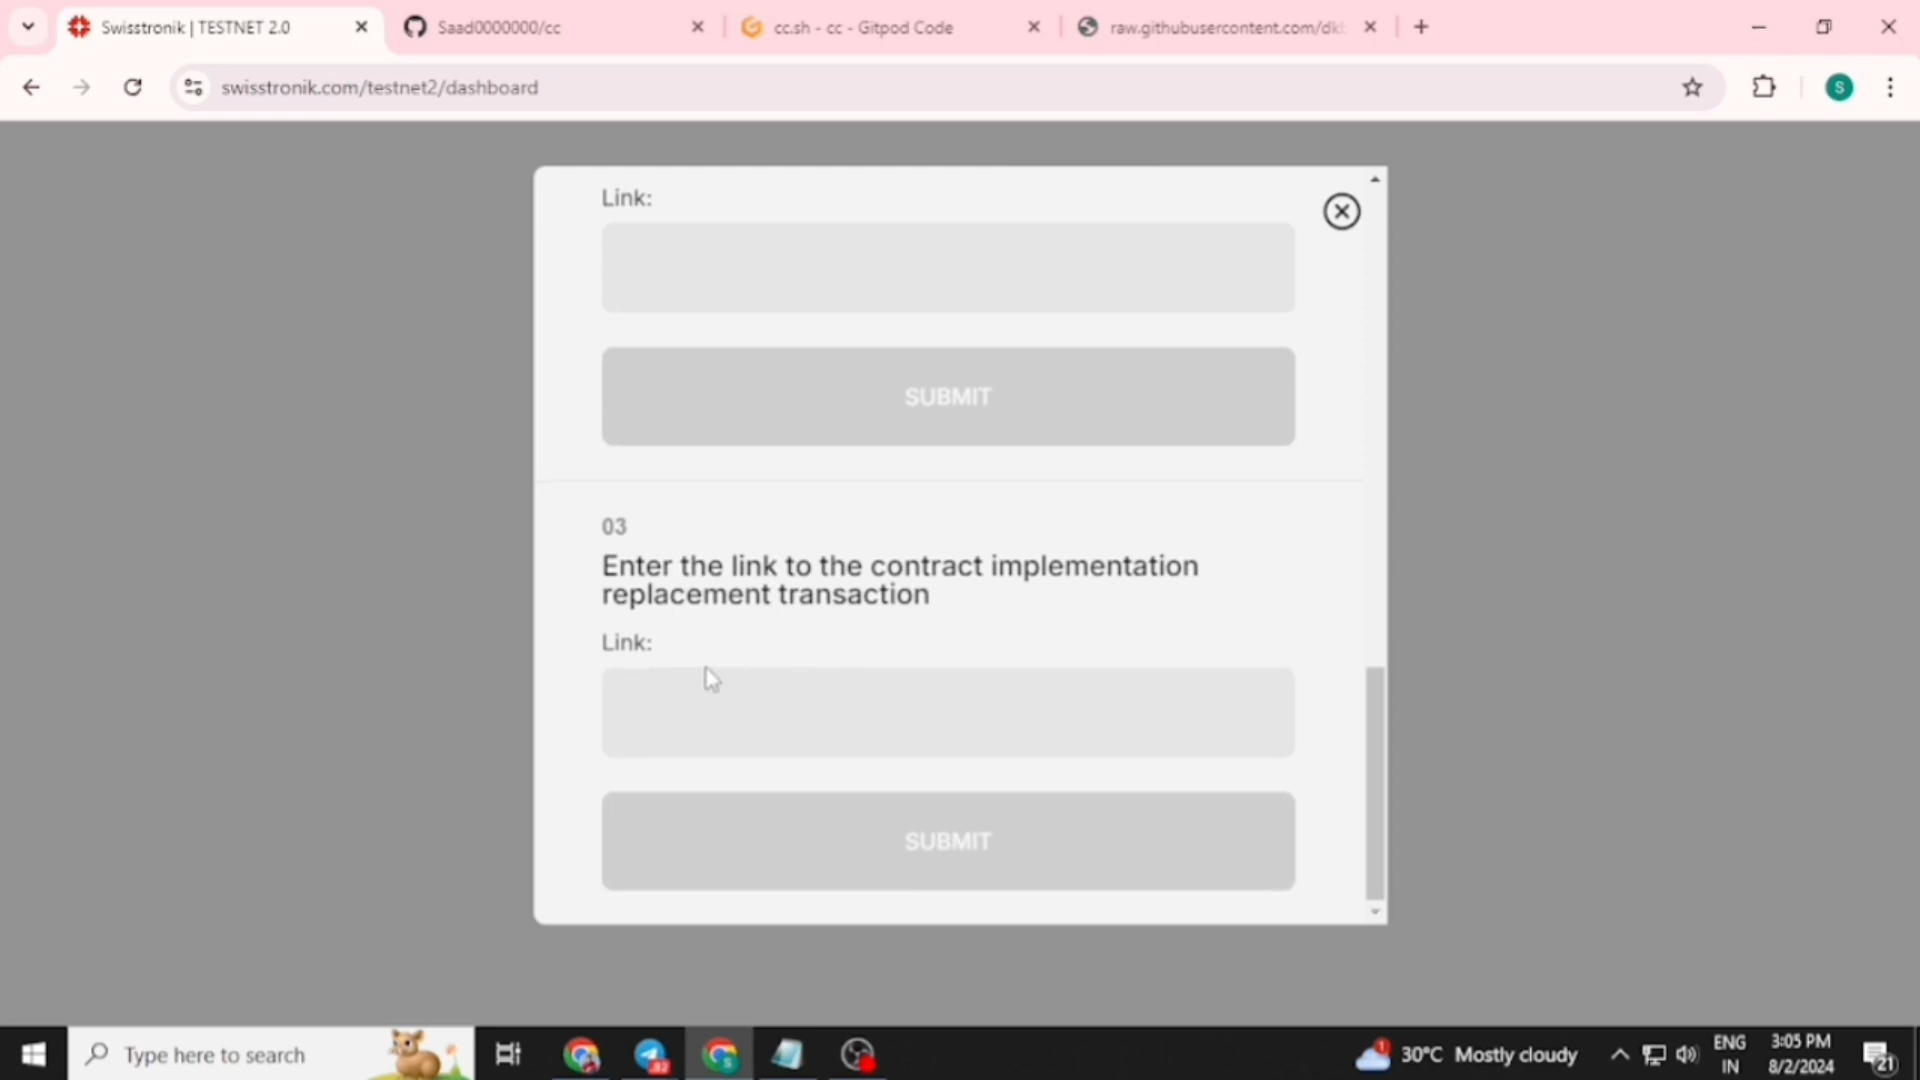 Swisstronik | TESTNET 2.0
Saad0000000/cc
cc.sh - cc - Gitpod Code
raw.githubusercontent.com/dkl
swisstronik.com/testnet2/dashboard
S
Link:
SUBMIT
03
Enter the link to the contract implementation
replacement transaction
Link:
SUBMIT
Type here to search
30°C Mostly cloudy
ENG
IN
3:05 PM
8/2/2024
21